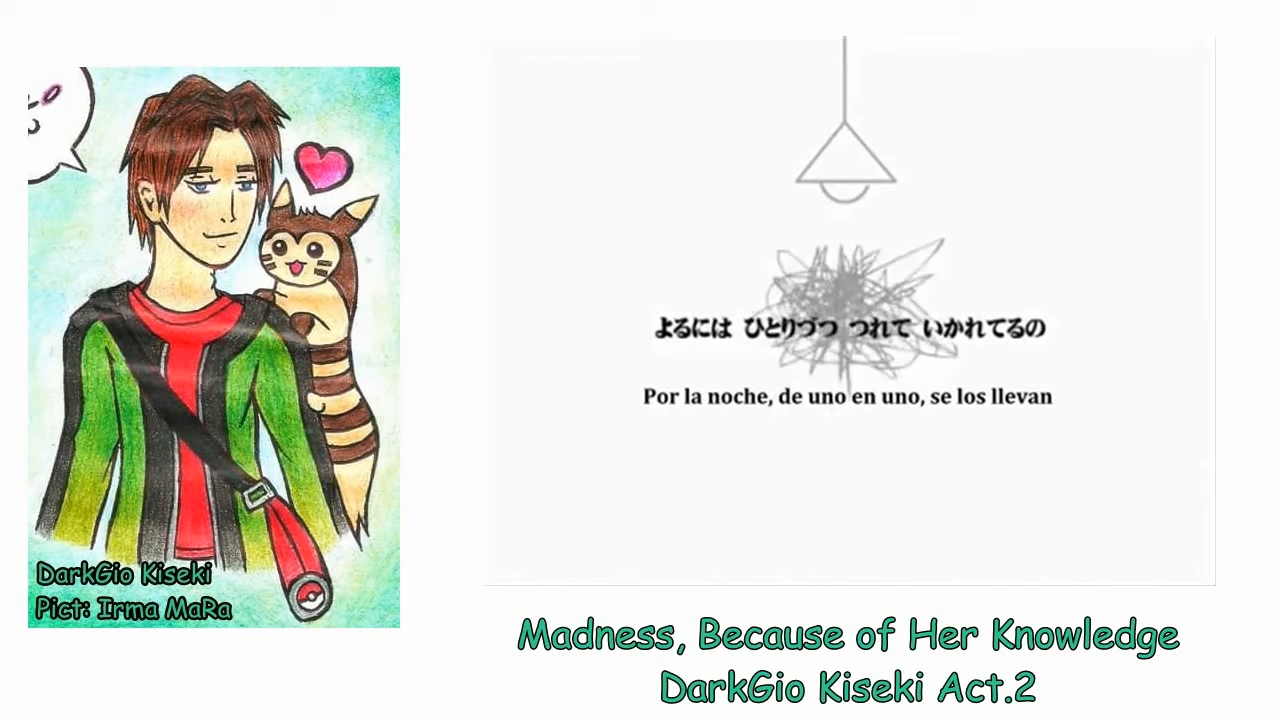 よるには ひとりづつ つれて いかれてるの
Por la noche, de uno en uno, se los llevan
DarkGio Kiseki
Pict: Irma MaRa
Madness, Because of Her Knowledge
DarkGio Kiseki Act.2